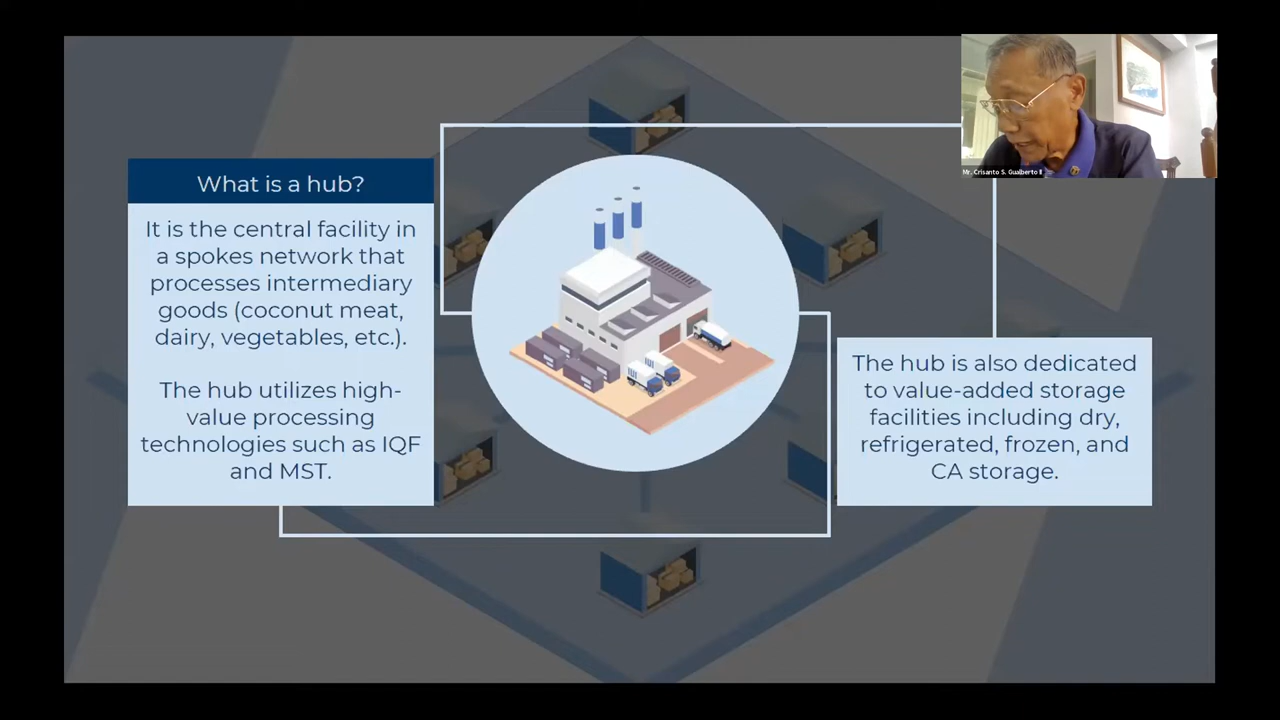 Mr. Crisanto S. Gualberto II
What is a hub?
It is the central facility in
a spokes network that
processes intermediary
goods (coconut meat,
dairy, vegetables, etc.).
The hub utilizes high-
value processing
technologies such as IQF
and MST.
The hub is also dedicated
to value-added storage
facilities including dry,
refrigerated, frozen, and
CA storage.